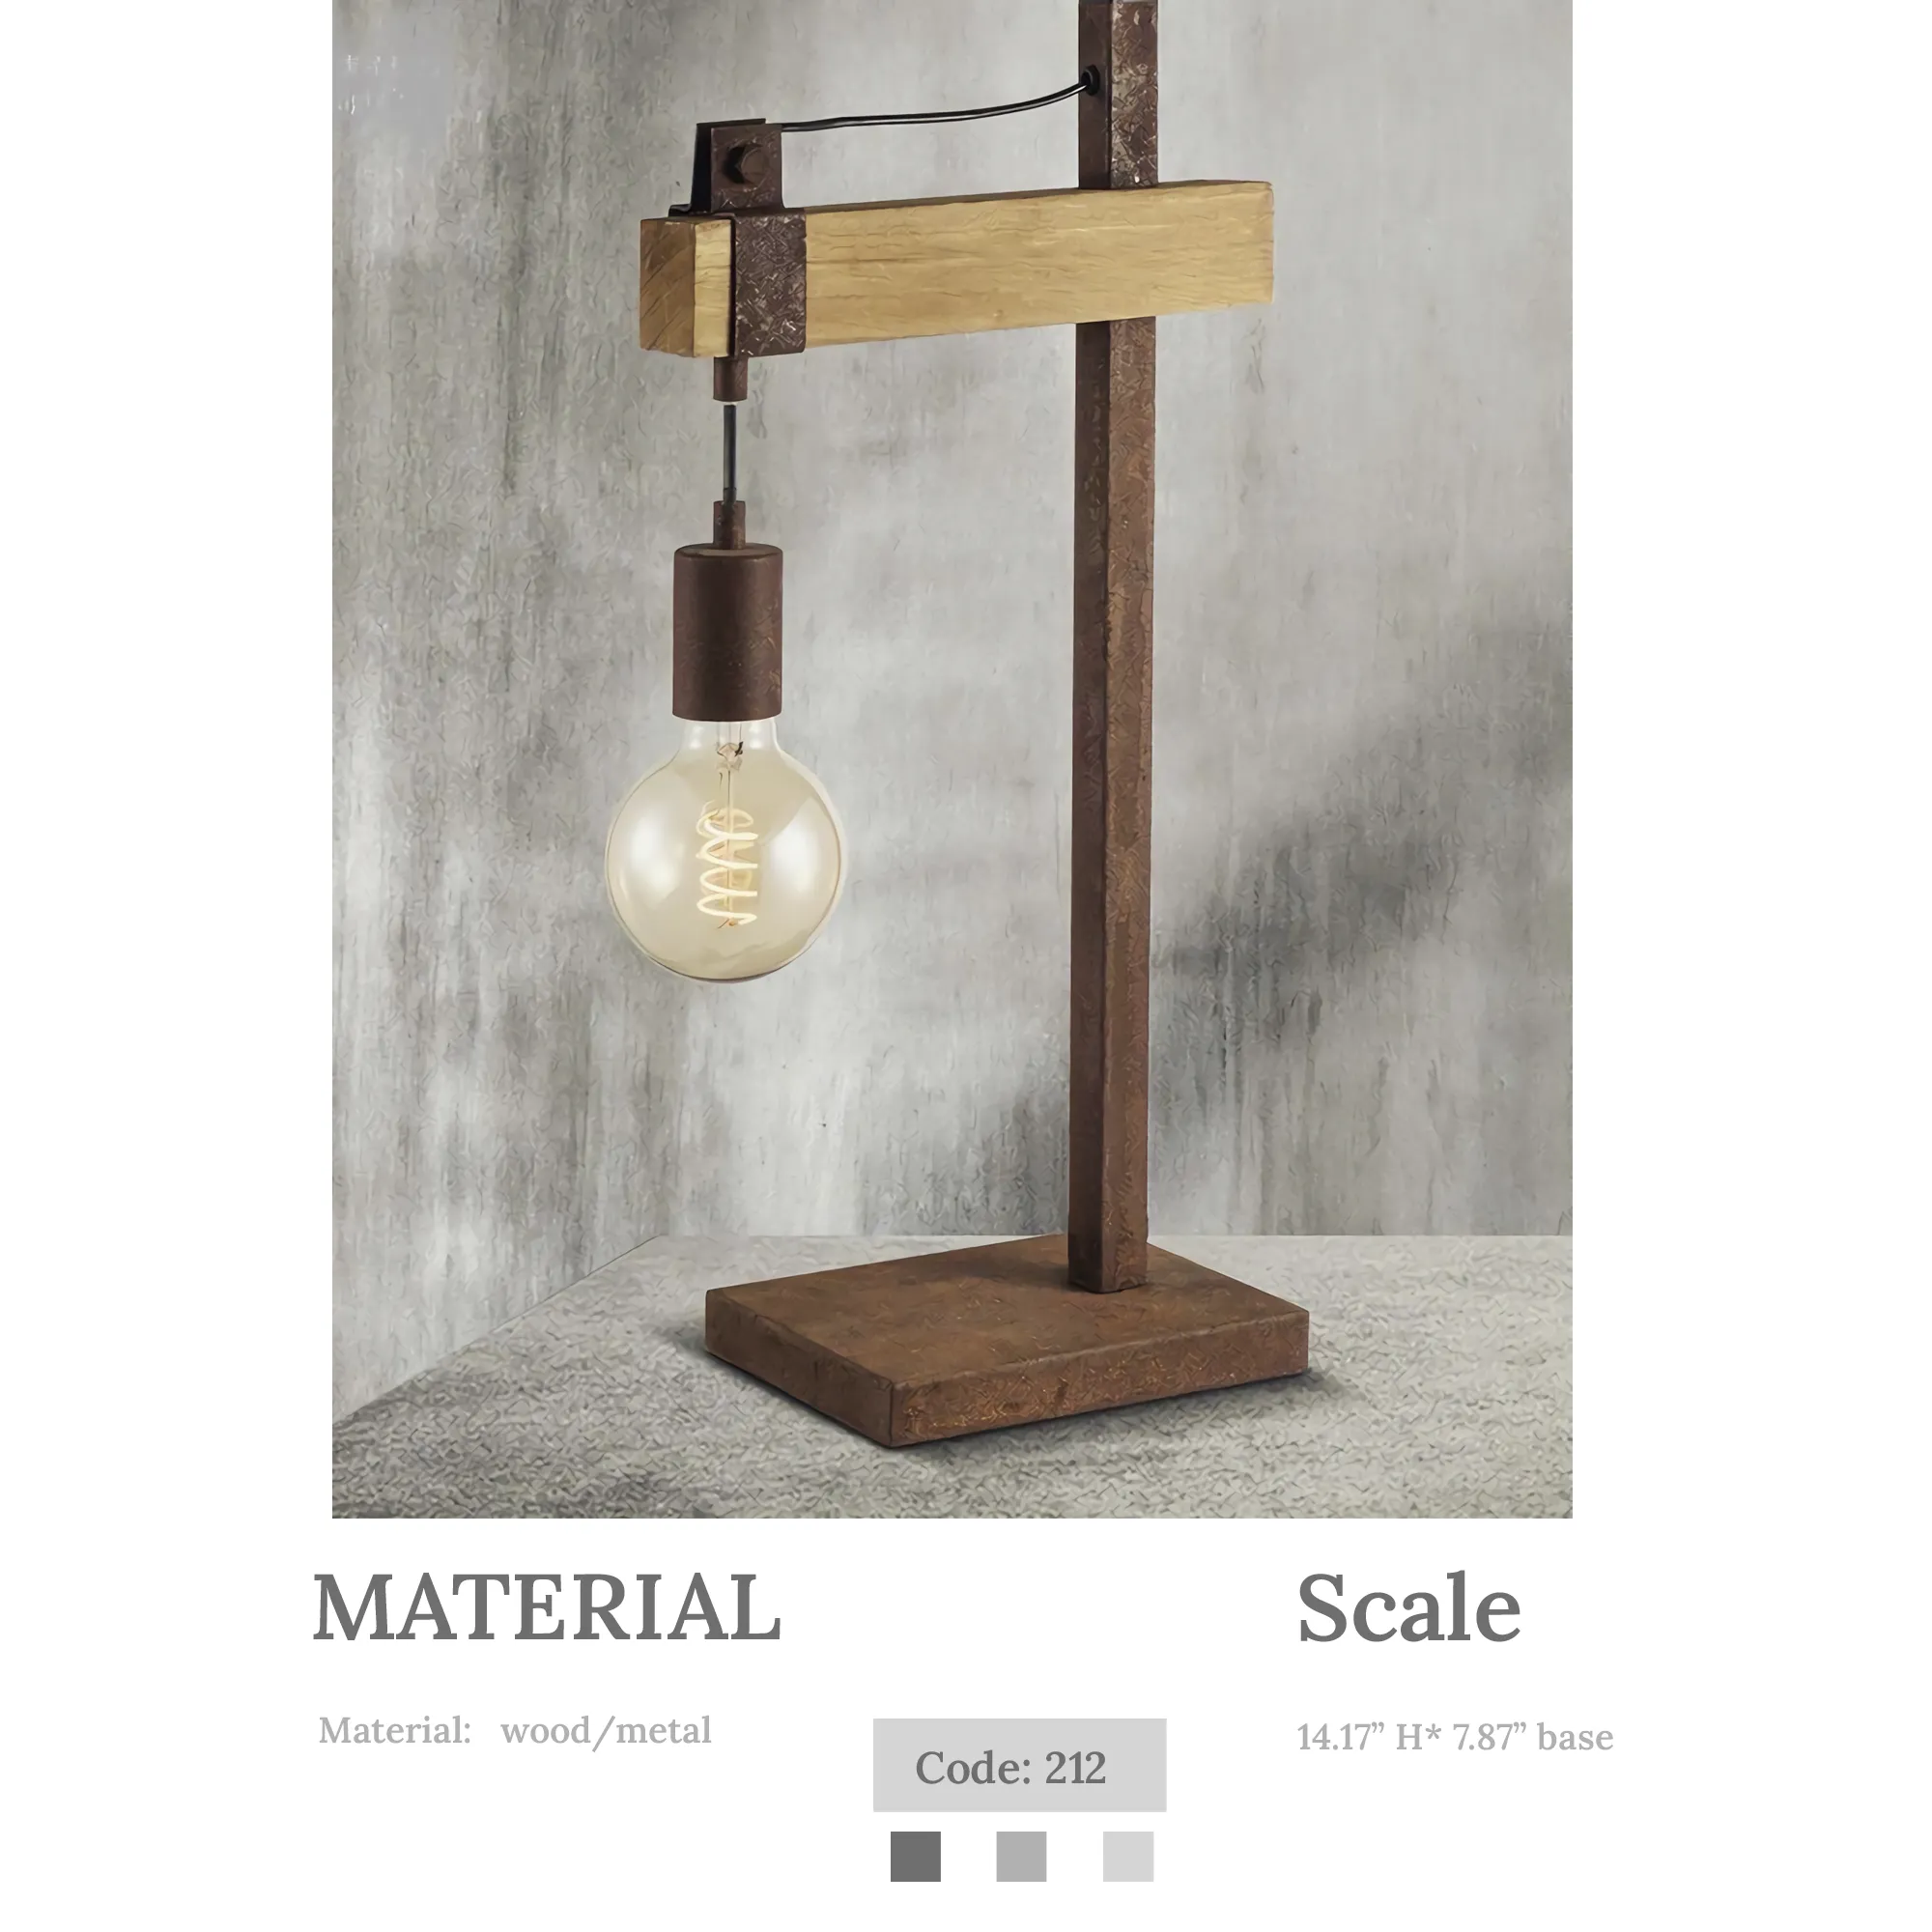 MATERIAL
Scale
Material: wood/metal
14.17” H* 7.87” base
Code: 212